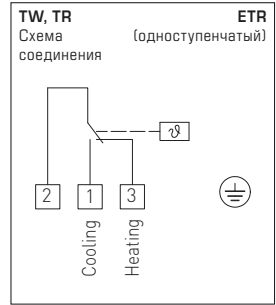 TW, TR
ETR
Схема
(одноступенчатый)
соединения
ϑ
2
1
3
Cooling
Heating